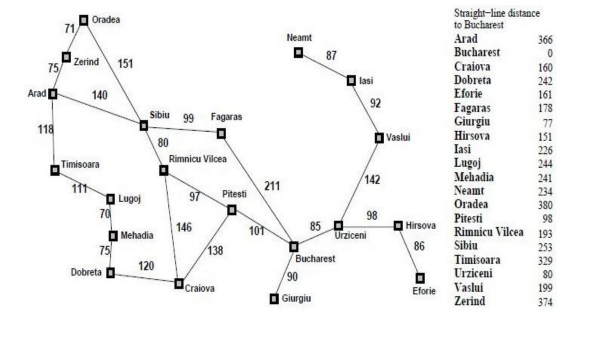 Oradea
71
Neamt
87
Zerind
151
75
Iasi
Arad
140
92
Sibiu
99
Fagaras
118
80
Vaslui
Rimnicu Vilcea
Timisoara
211
142
111
97
Pitesti
Lugoj
70
98
Hirsova
146
101
85
Urziceni
Mehadia
138
86
75
Bucharest
120
90
Dobreta
Craiova
Giurgiu
Eforie
Straight-line distance
to Bucharest
Arad 366
Bucharest 0
Craiova 160
Dobreta 242
Eforie 161
Fagaras 178
Giurgiu 77
Hirsova 151
Iasi 226
Lugoj 244
Mehadia 241
Neamt 234
Oradea 380
Pitesti 98
Rimnicu Vilcea 193
Sibiu 253
Timisoara 329
Urziceni 80
Vaslui 199
Zerind 374